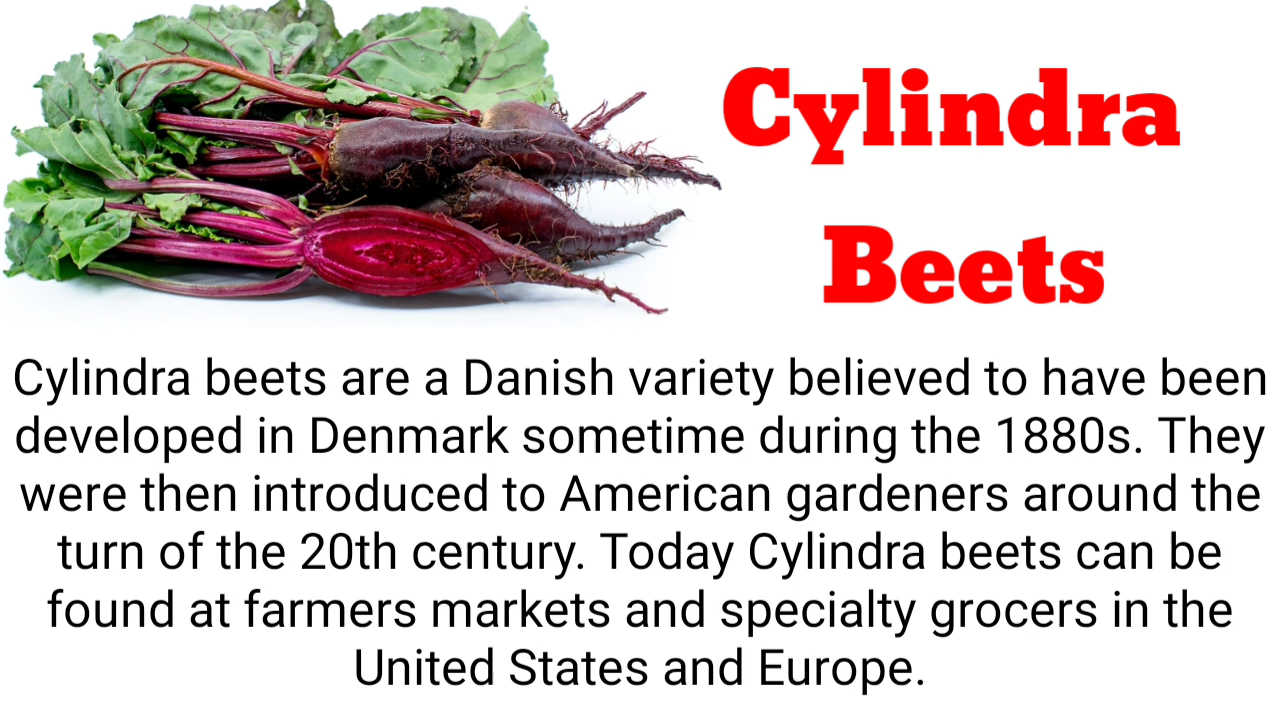 Cylindra
Beets
Cylindra beets are a Danish variety believed to have been
developed in Denmark sometime during the 1880s. They
were then introduced to American gardeners around the
turn of the 20th century. Today Cylindra beets can be
found at farmers markets and specialty grocers in the
United States and Europe.